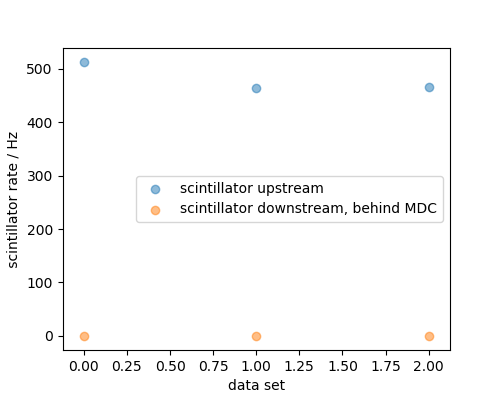 500
400
300
200
100
0
scintillator rate / Hz
scintillator upstream
scintillator downstream, behind MDC
0.00 0.25 0.50 0.75 1.00 1.25 1.50 1.75 2.00
data set